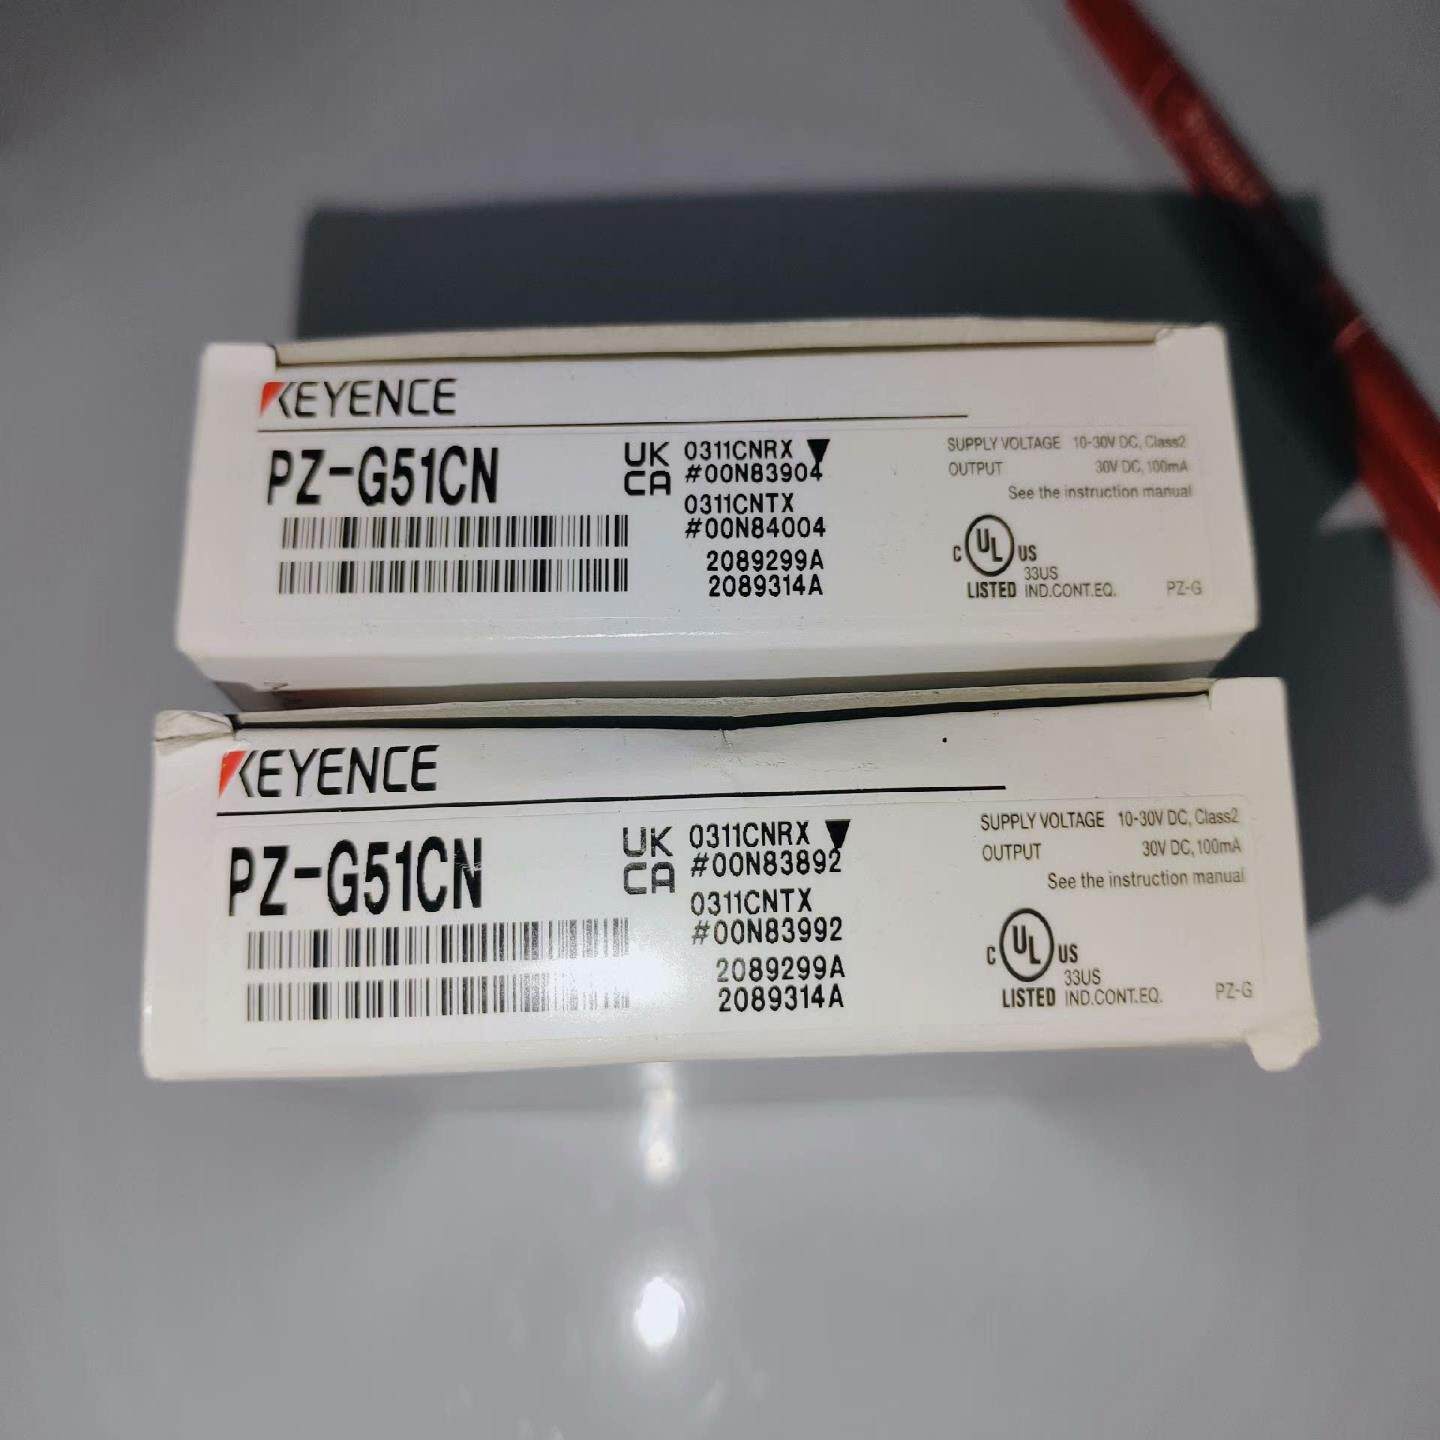 KEYENCE
PZ-G51CN
UK
CA
0311CNRX ▼
#00N83904
0311CNTX
#00N84004
2089299A
2089314A
SUPPLY VOLTAGE 10-30V DC, Class2
OUTPUT 30V DC, 100mA
See the instruction manual
C UL US
LISTED 33US IND.CONT.EQ.
PZ-G
KEYENCE
PZ-G51CN
UK
CA
0311CNRX ▼
#00N83892
0311CNTX
#00N83992
2089299A
2089314A
SUPPLY VOLTAGE 10-30V DC, Class2
OUTPUT 30V DC, 100mA
See the instruction manual
C UL US
LISTED 33US IND.CONT.EQ.
PZ-G